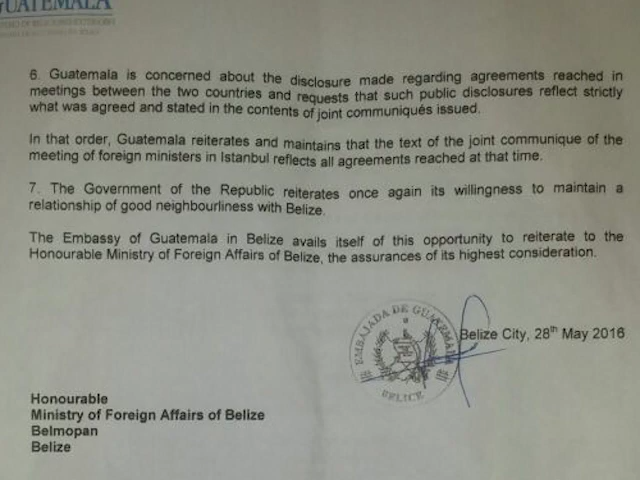 GUATEMALA
6. Guatemala is concerned about the disclosure made regarding agreements reached in
meetings between the two countries and requests that such public disclosures reflect strictly
what was agreed and stated in the contents of joint communiqués issued.
In that order, Guatemala reiterates and maintains that the text of the joint communique of the
meeting of foreign ministers in Istanbul reflects all agreements reached at that time.
7. The Government of the Republic reiterates once again its willingness to maintain a
relationship of good neighbourliness with Belize.
The Embassy of Guatemala in Belize avails itself of this opportunity to reiterate to the
Honourable Ministry of Foreign Affairs of Belize, the assurances of its highest consideration.
EMBAJADA DE GUATEMALA
BELICE
Belize City, 28th May 2016
Honourable
Ministry of Foreign Affairs of Belize
Belmopan
Belize